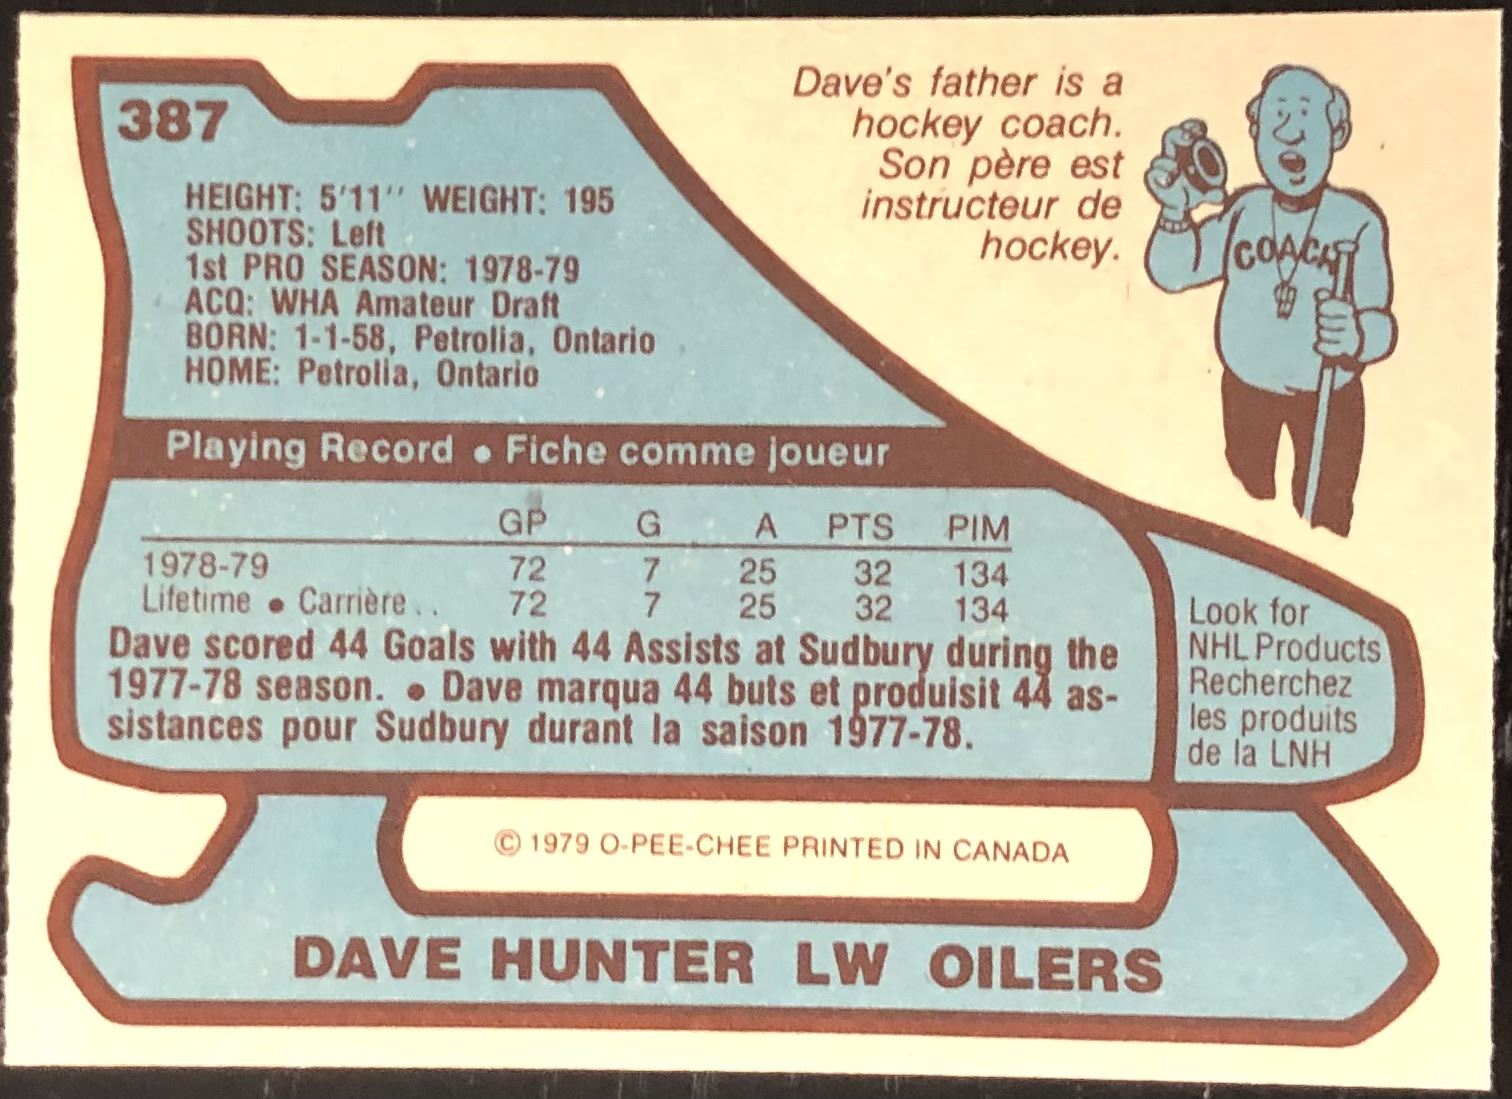 387
HEIGHT: 5'11'' WEIGHT: 195
SHOOTS: Left
1st PRO SEASON: 1978-79
ACQ: WHA Amateur Draft
BORN: 1-1-58, Petrolia, Ontario
HOME: Petrolia, Ontario
Dave's father is a
hockey coach.
Son père est
instructeur de
hockey.
COACH
Playing Record • Fiche comme joueur
GP G A PTS PIM
1978-79 72 7 25 32 134
Lifetime • Carrière .. 72 7 25 32 134
Dave scored 44 Goals with 44 Assists at Sudbury during the
1977-78 season. • Dave marqua 44 buts et produisit 44 as-
sistances pour Sudbury durant la saison 1977-78.
Look for
NHL Products
Recherchez
les produits
de la LNH
© 1979 O-PEE-CHEE PRINTED IN CANADA
DAVE HUNTER LW OILERS